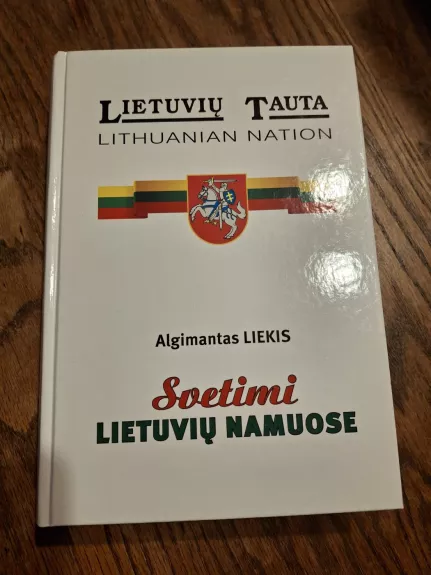 LIETUVIŲ TAUTA
LITHUANIAN NATION
Algimantas LIEKIS
Svetimi
LIETUVIŲ NAMUOSE